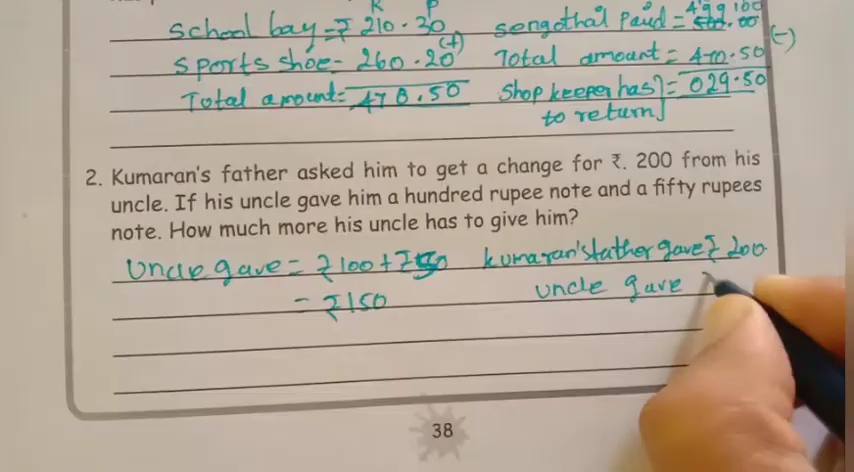 R P
school bag = ₹ 210.30
sports shoe = 260.20 (+)
Total amount = 470.50
499 100
Sengothai paid = 500.00
Total amount = 470.50 (-)
Shop keeper has to return } = 029.50
2. Kumaran's father asked him to get a change for ₹. 200 from his
uncle. If his uncle gave him a hundred rupee note and a fifty rupees
note. How much more his uncle has to give him?
Uncle gave = ₹100 + ₹50
= ₹150
kumaran's father gave ₹ 200.
uncle gave
38